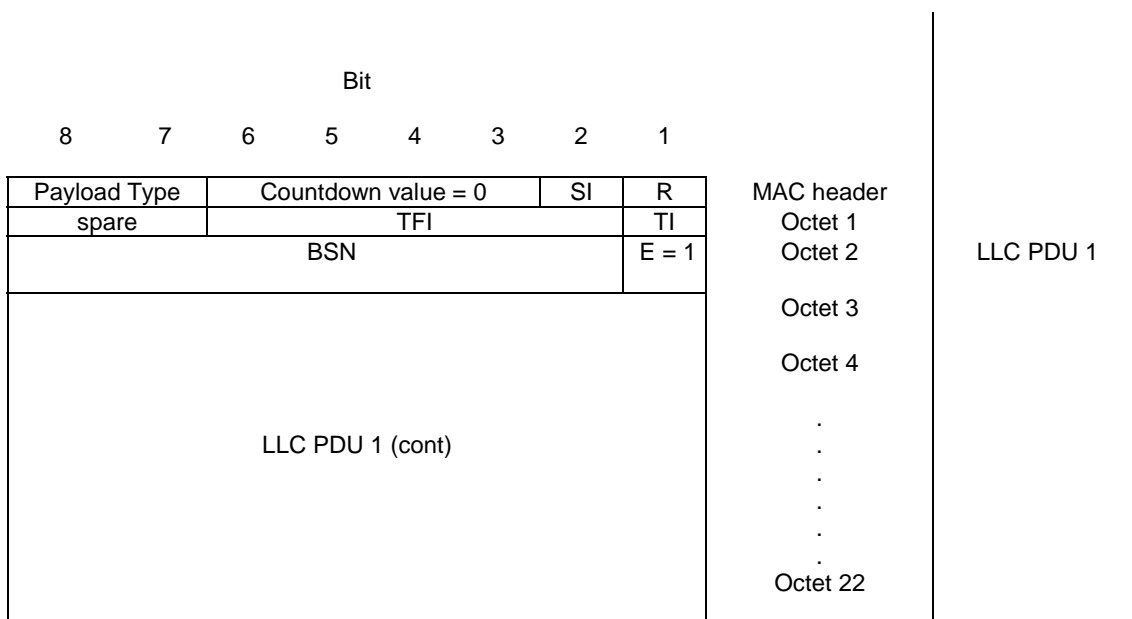 Bit
8 7 6 5 4 3 2 1
Payload Type Countdown value = 0 SI R MAC header
spare TFI TI Octet 1
BSN E = 1 Octet 2 LLC PDU 1
Octet 3
Octet 4
.
LLC PDU 1 (cont)
.
.
.
.
.
Octet 22